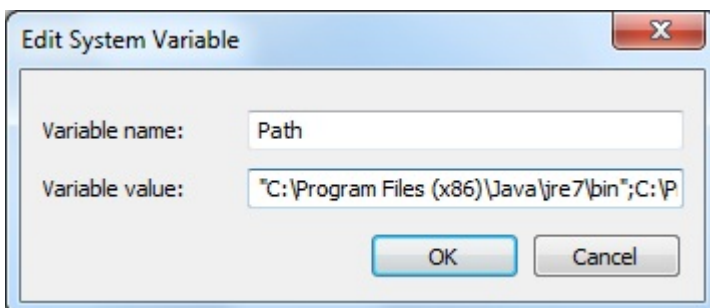 Edit System Variable
Variable name: Path
Variable value: "C:\Program Files (x86)\Java\jre7\bin";C:\P
OK Cancel